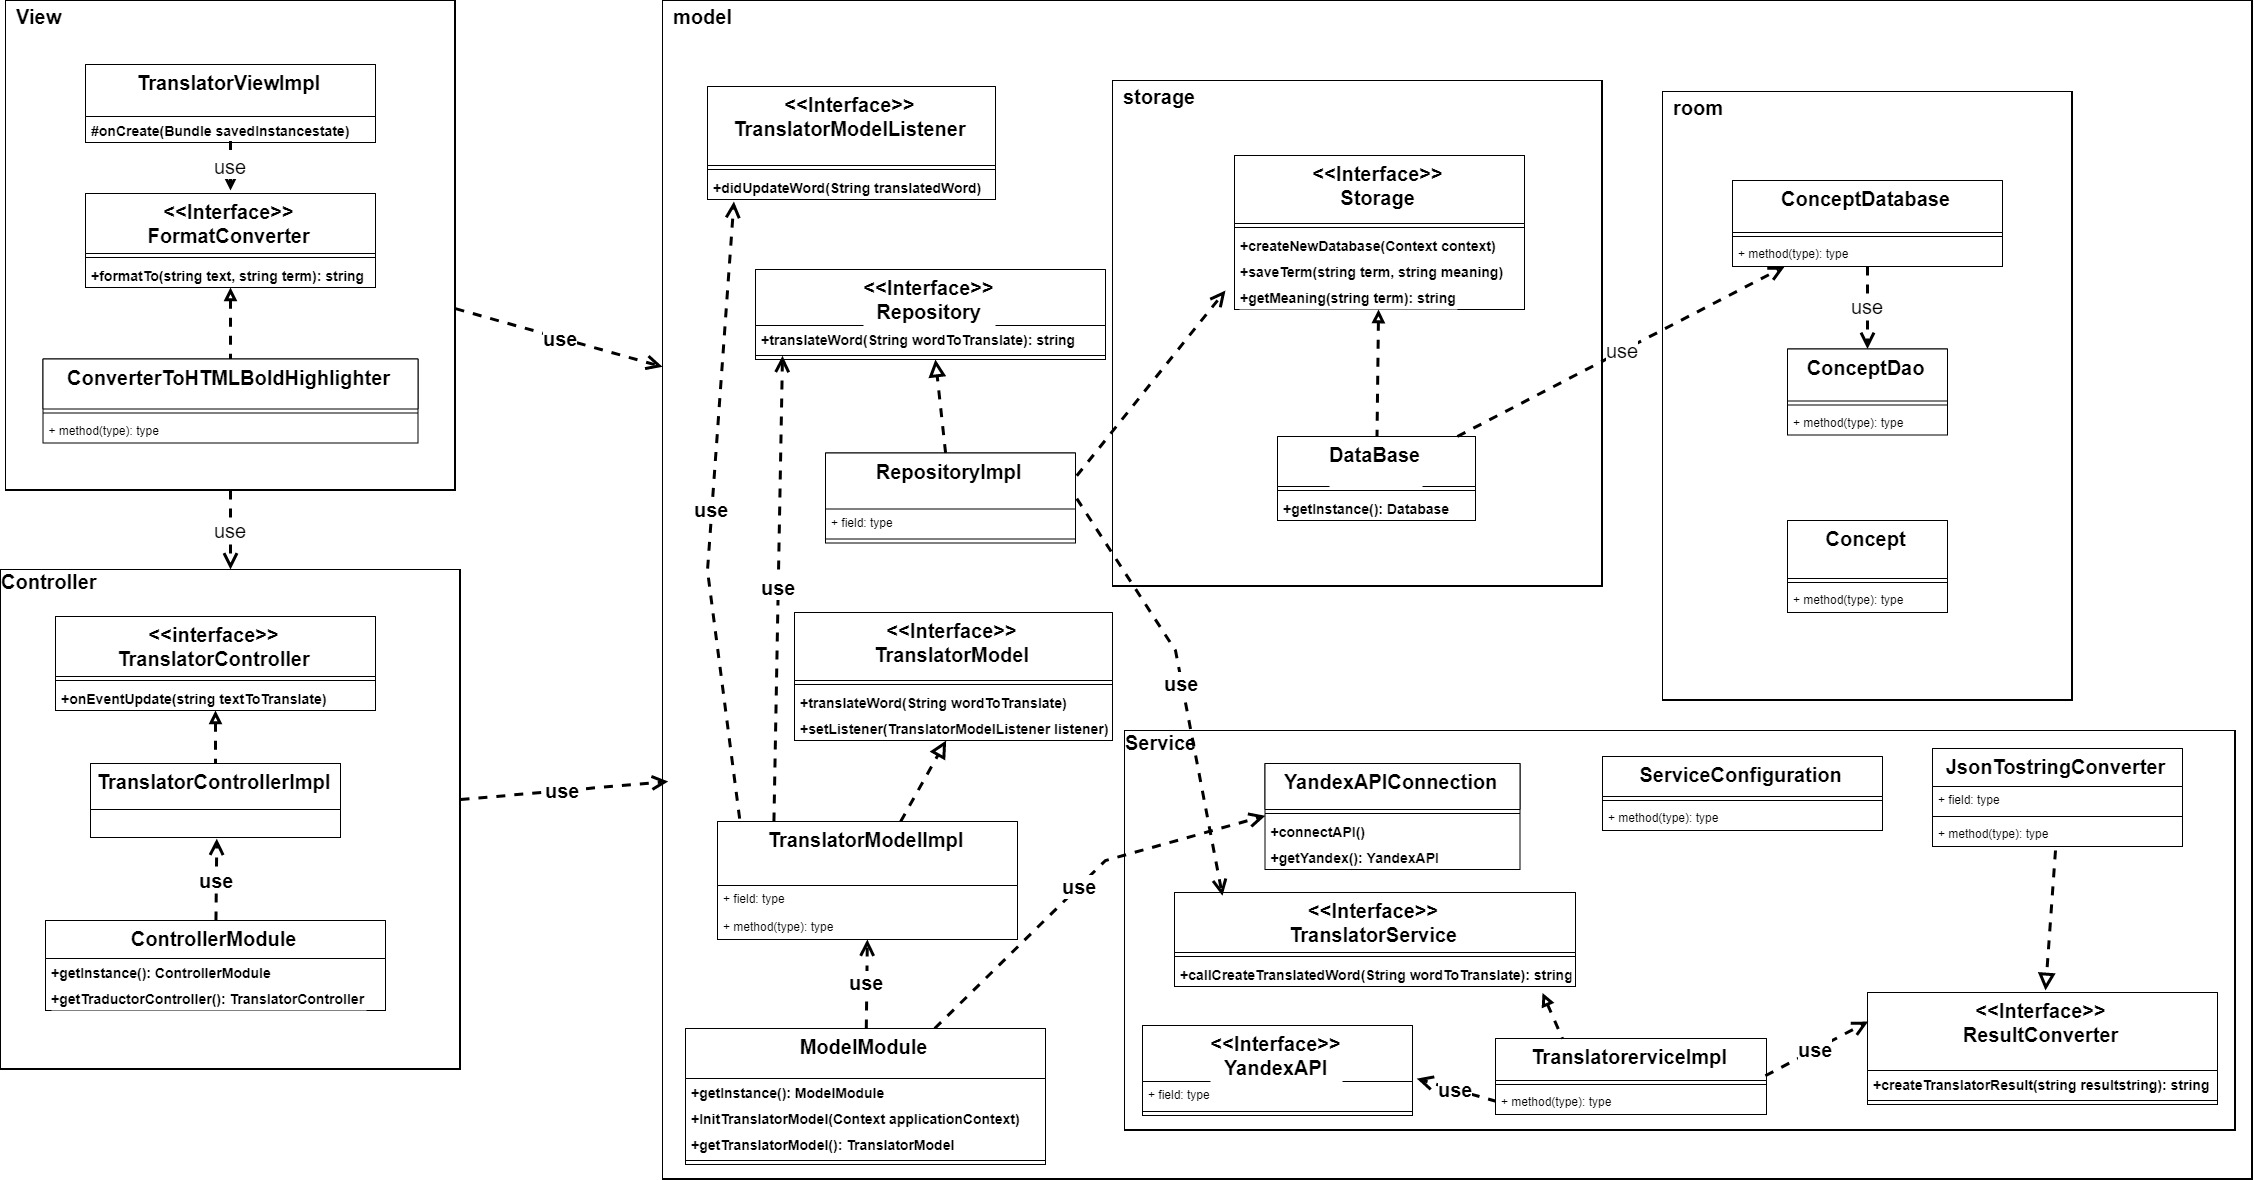 View
TranslatorViewImpl
#onCreate(Bundle savedInstancestate)
use
<<Interface>>
FormatConverter
+formatTo(string text, string term): string
ConverterToHTMLBoldHighlighter
+ method(type): type
use
use
Controller
<<interface>>
TranslatorController
+onEventUpdate(string textToTranslate)
TranslatorControllerImpl
use
ControllerModule
+getInstance(): ControllerModule
+getTraductorController(): TranslatorController
use
model
<<Interface>>
TranslatorModelListener
+didUpdateWord(String translatedWord)
<<Interface>>
Repository
+translateWord(String wordToTranslate): string
RepositoryImpl
+ field: type
use
use
<<Interface>>
TranslatorModel
+translateWord(String wordToTranslate)
+setListener(TranslatorModelListener listener)
TranslatorModelImpl
+ field: type
+ method(type): type
use
use
ModelModule
+getInstance(): ModelModule
+InitTranslatorModel(Context applicationContext)
+getTranslatorModel(): TranslatorModel
storage
<<Interface>>
Storage
+createNewDatabase(Context context)
+saveTerm(string term, string meaning)
+getMeaning(string term): string
DataBase
+getInstance(): Database
use
room
ConceptDatabase
+ method(type): type
use
ConceptDao
+ method(type): type
Concept
+ method(type): type
use
Service
YandexAPIConnection
+connectAPI()
+getYandex(): YandexAPI
ServiceConfiguration
+ method(type): type
JsonTostringConverter
+ field: type
+ method(type): type
<<Interface>>
TranslatorService
+callCreateTranslatedWord(String wordToTranslate): string
<<Interface>>
YandexAPI
+ field: type
use
TranslatorerviceImpl
+ method(type): type
use
<<Interface>>
ResultConverter
+createTranslatorResult(string resultstring): string